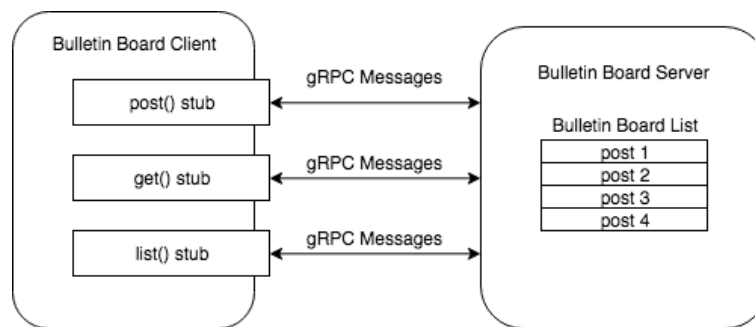 Bulletin Board Client
post() stub
get() stub
list() stub
gRPC Messages
gRPC Messages
gRPC Messages
Bulletin Board Server
Bulletin Board List
post 1
post 2
post 3
post 4